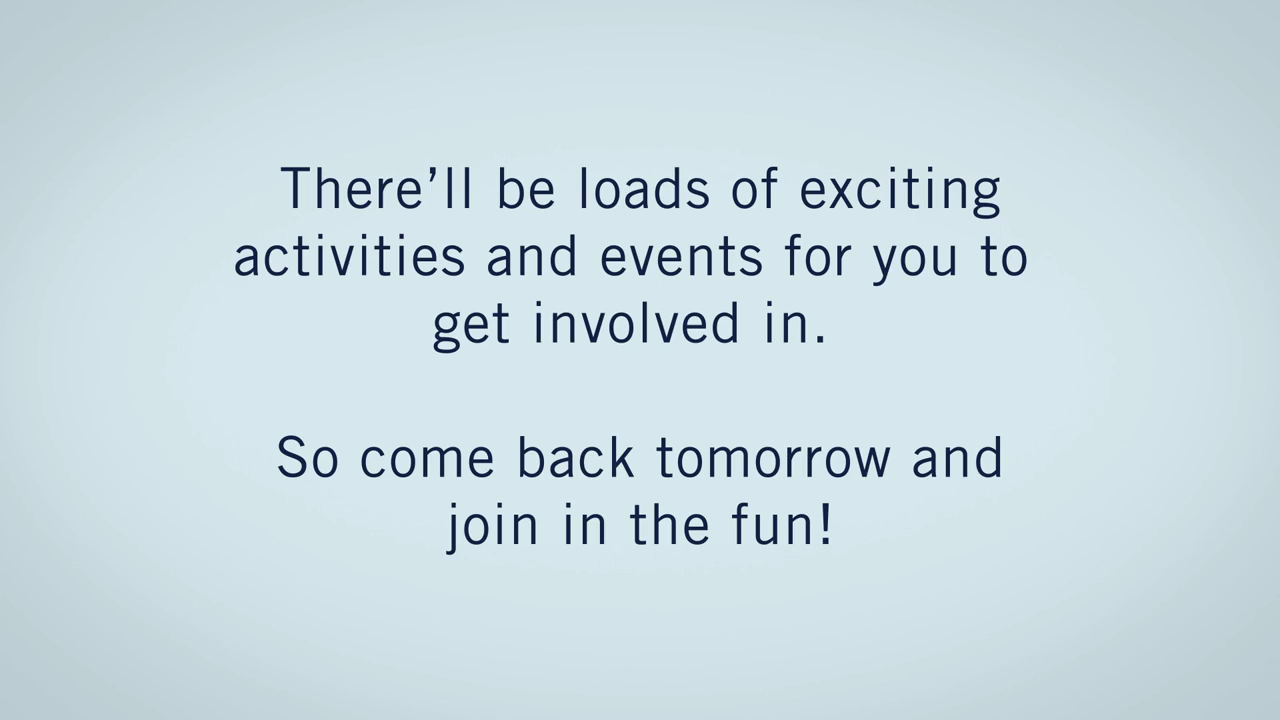 There’ll be loads of exciting
activities and events for you to
get involved in.
So come back tomorrow and
join in the fun!